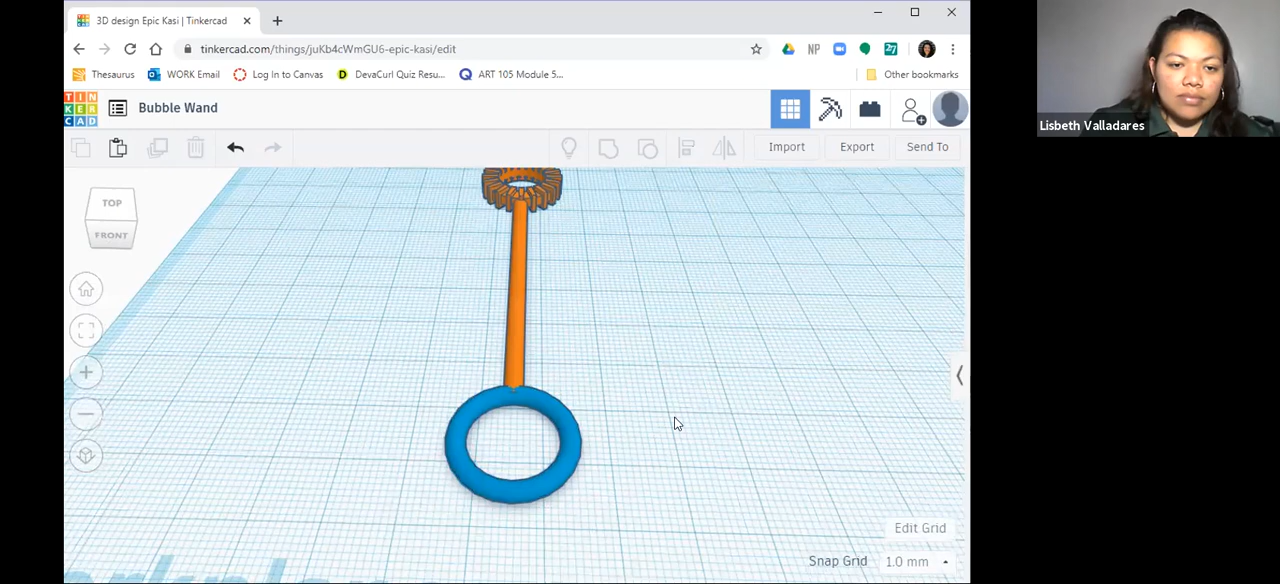 3D design Epic Kasi | Tinkercad
tinkercad.com/things/juKb4cWmGU6-epic-kasi/edit
NP
27
Thesaurus
WORK Email
Log In to Canvas
DevaCurl Quiz Resu...
ART 105 Module 5...
Other bookmarks
TIN
KER
CAD
Bubble Wand
Import
Export
Send To
TOP
FRONT
Edit Grid
Snap Grid
1.0 mm
Lisbeth Valladares